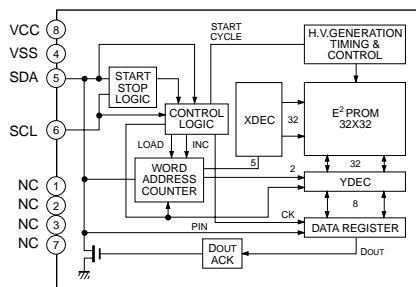 VCC 8
VSS 4
SDA 5
SCL 6
NC 1
NC 2
NC 3
NC 7
START
CYCLE
H.V.GENERATION
TIMING &
CONTROL
START
STOP
LOGIC
CONTROL
LOGIC
XDEC
32
E2 PROM
32X32
LOAD
INC
5
2
32
WORD
ADDRESS
COUNTER
YDEC
8
CK
PIN
DATA REGISTER
DOUT
ACK
DOUT